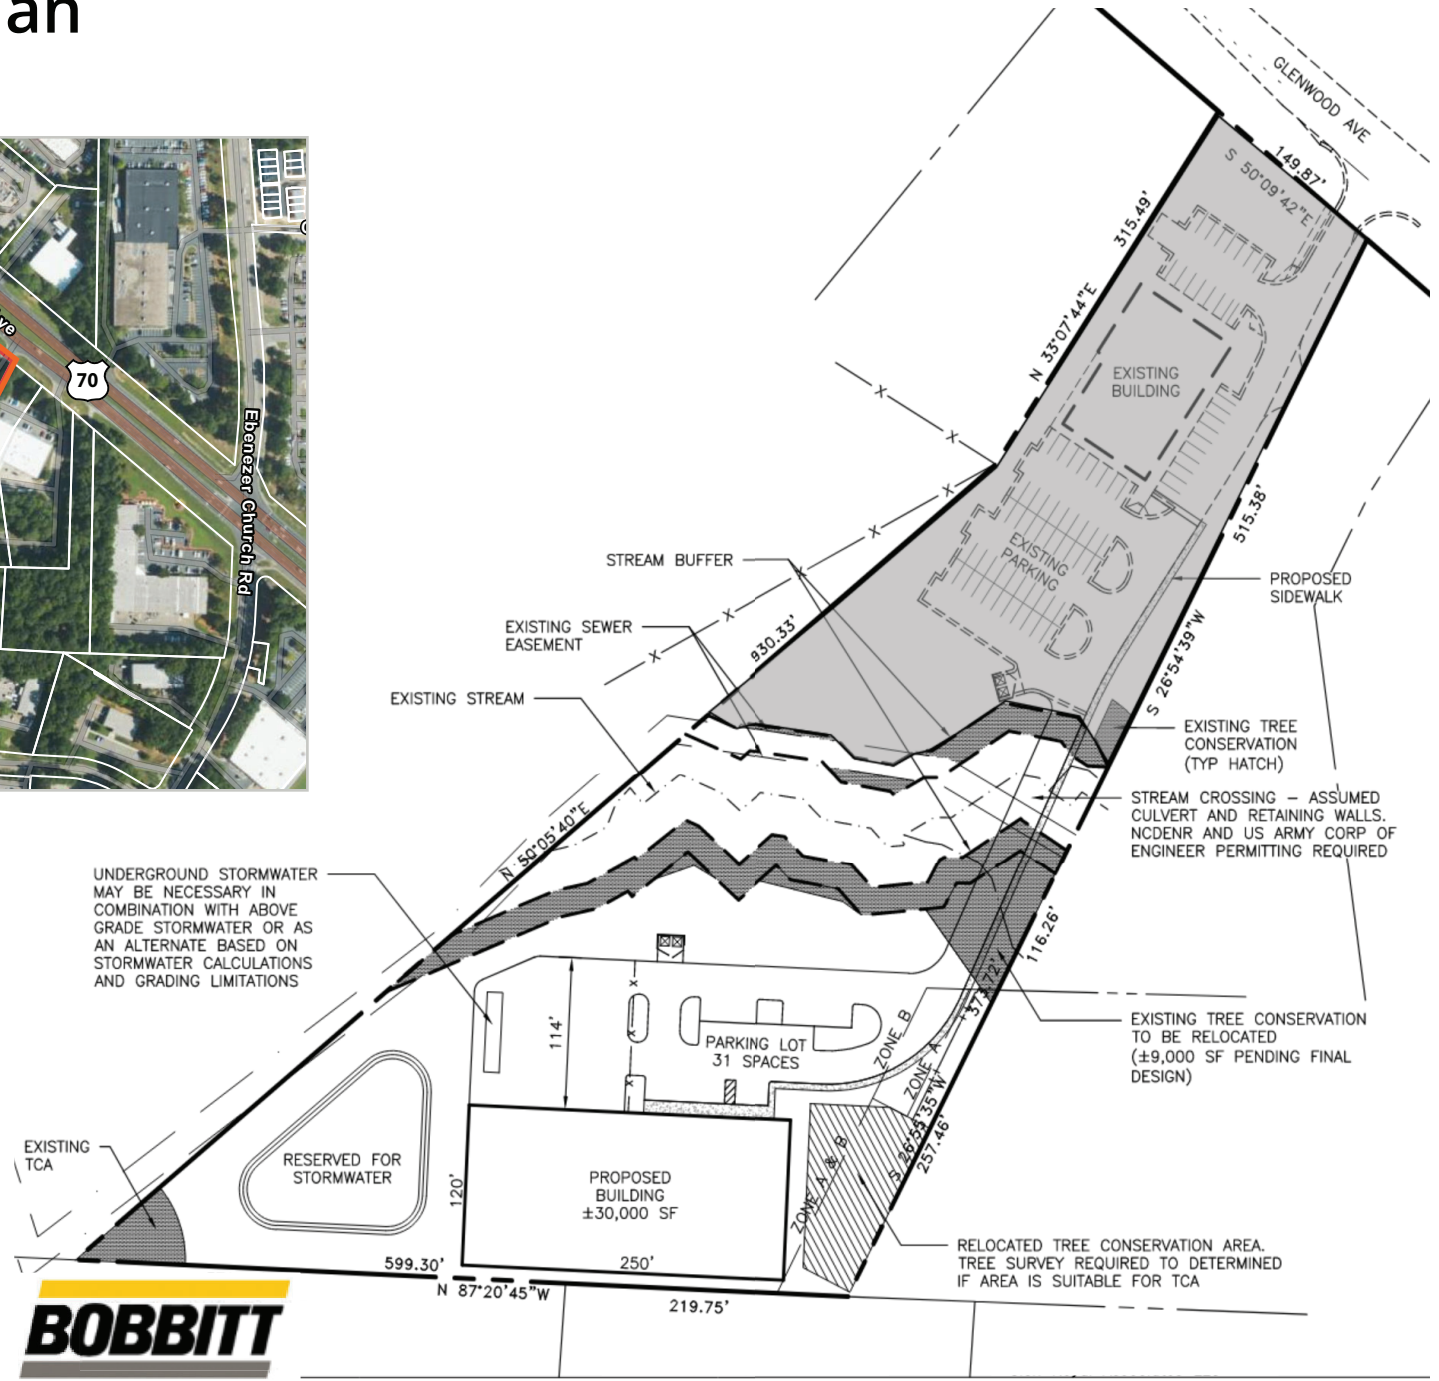 an
GLENWOOD AVE
149.87'
S 50°09'42"E
315.49'
N 33°07'44"E
EXISTING
BUILDING
70
Ebenezer Church Rd
515.38'
EXISTING
PARKING
STREAM BUFFER
PROPOSED
SIDEWALK
EXISTING SEWER
EASEMENT
930.33'
S 26°54'39"W
EXISTING STREAM
EXISTING TREE
CONSERVATION
(TYP HATCH)
STREAM CROSSING – ASSUMED
CULVERT AND RETAINING WALLS.
NCDENR AND US ARMY CORP OF
ENGINEER PERMITTING REQUIRED
N 50°05'40"E
UNDERGROUND STORMWATER
MAY BE NECESSARY IN
COMBINATION WITH ABOVE
GRADE STORMWATER OR AS
AN ALTERNATE BASED ON
STORMWATER CALCULATIONS
AND GRADING LIMITATIONS
116.26'
373.72'
114'
PARKING LOT
31 SPACES
ZONE B
ZONE A
EXISTING TREE CONSERVATION
TO BE RELOCATED
(±9,000 SF PENDING FINAL
DESIGN)
S 26°55'35"W
257.46'
EXISTING
TCA
RESERVED FOR
STORMWATER
120'
PROPOSED
BUILDING
±30,000 SF
ZONE A & B
250'
RELOCATED TREE CONSERVATION AREA.
TREE SURVEY REQUIRED TO DETERMINED
IF AREA IS SUITABLE FOR TCA
599.30'
N 87°20'45"W
219.75'
BOBBITT